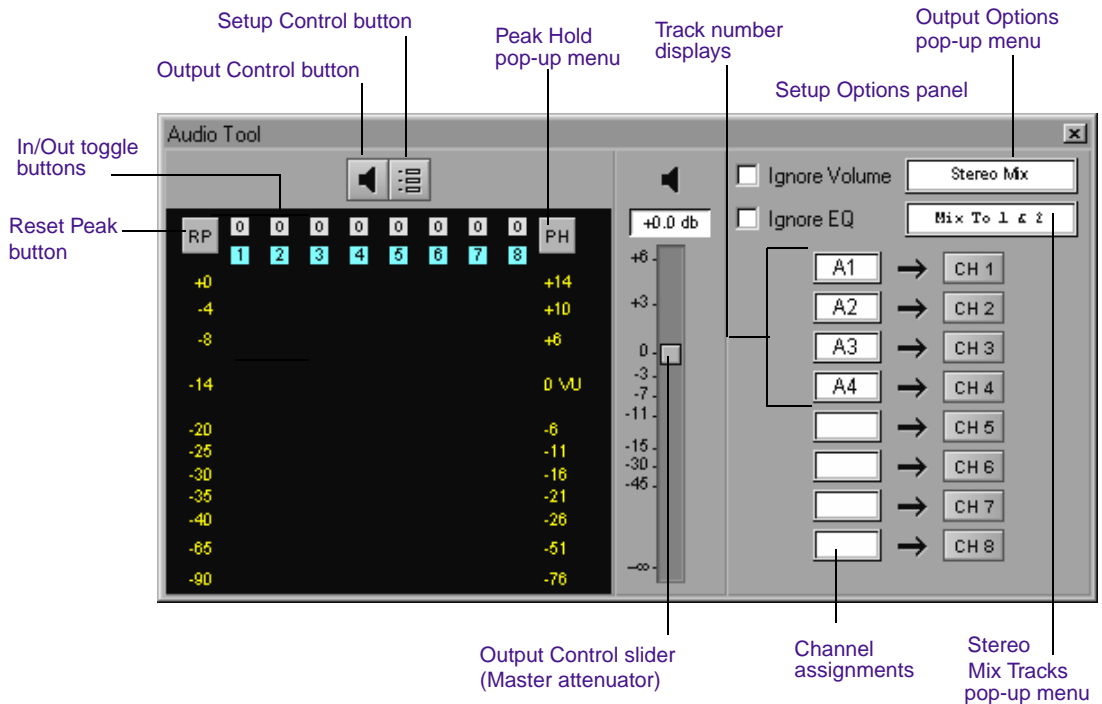 Setup Control button
Output Options
pop-up menu
Peak Hold
pop-up menu
Track number
displays
Output Control button
Setup Options panel
In/Out toggle
buttons
Reset Peak
button
Audio Tool
Ignore Volume
Stereo Mix
Ignore EQ
Mix To 1 & 2
+0.0 db
RP
0 0 0 0 0 0 0 0
PH
1 2 3 4 5 6 7 8
+0
-4
-8
-14
-20
-25
-30
-35
-40
-65
-90
+14
+10
+6
0 VU
-6
-11
-16
-21
-26
-51
-76
+6
+3
0
-3
-7
-11
-15
-30
-45
-∞
A1 → CH 1
A2 → CH 2
A3 → CH 3
A4 → CH 4
→ CH 5
→ CH 6
→ CH 7
→ CH 8
Output Control slider
(Master attenuator)
Channel
assignments
Stereo
Mix Tracks
pop-up menu